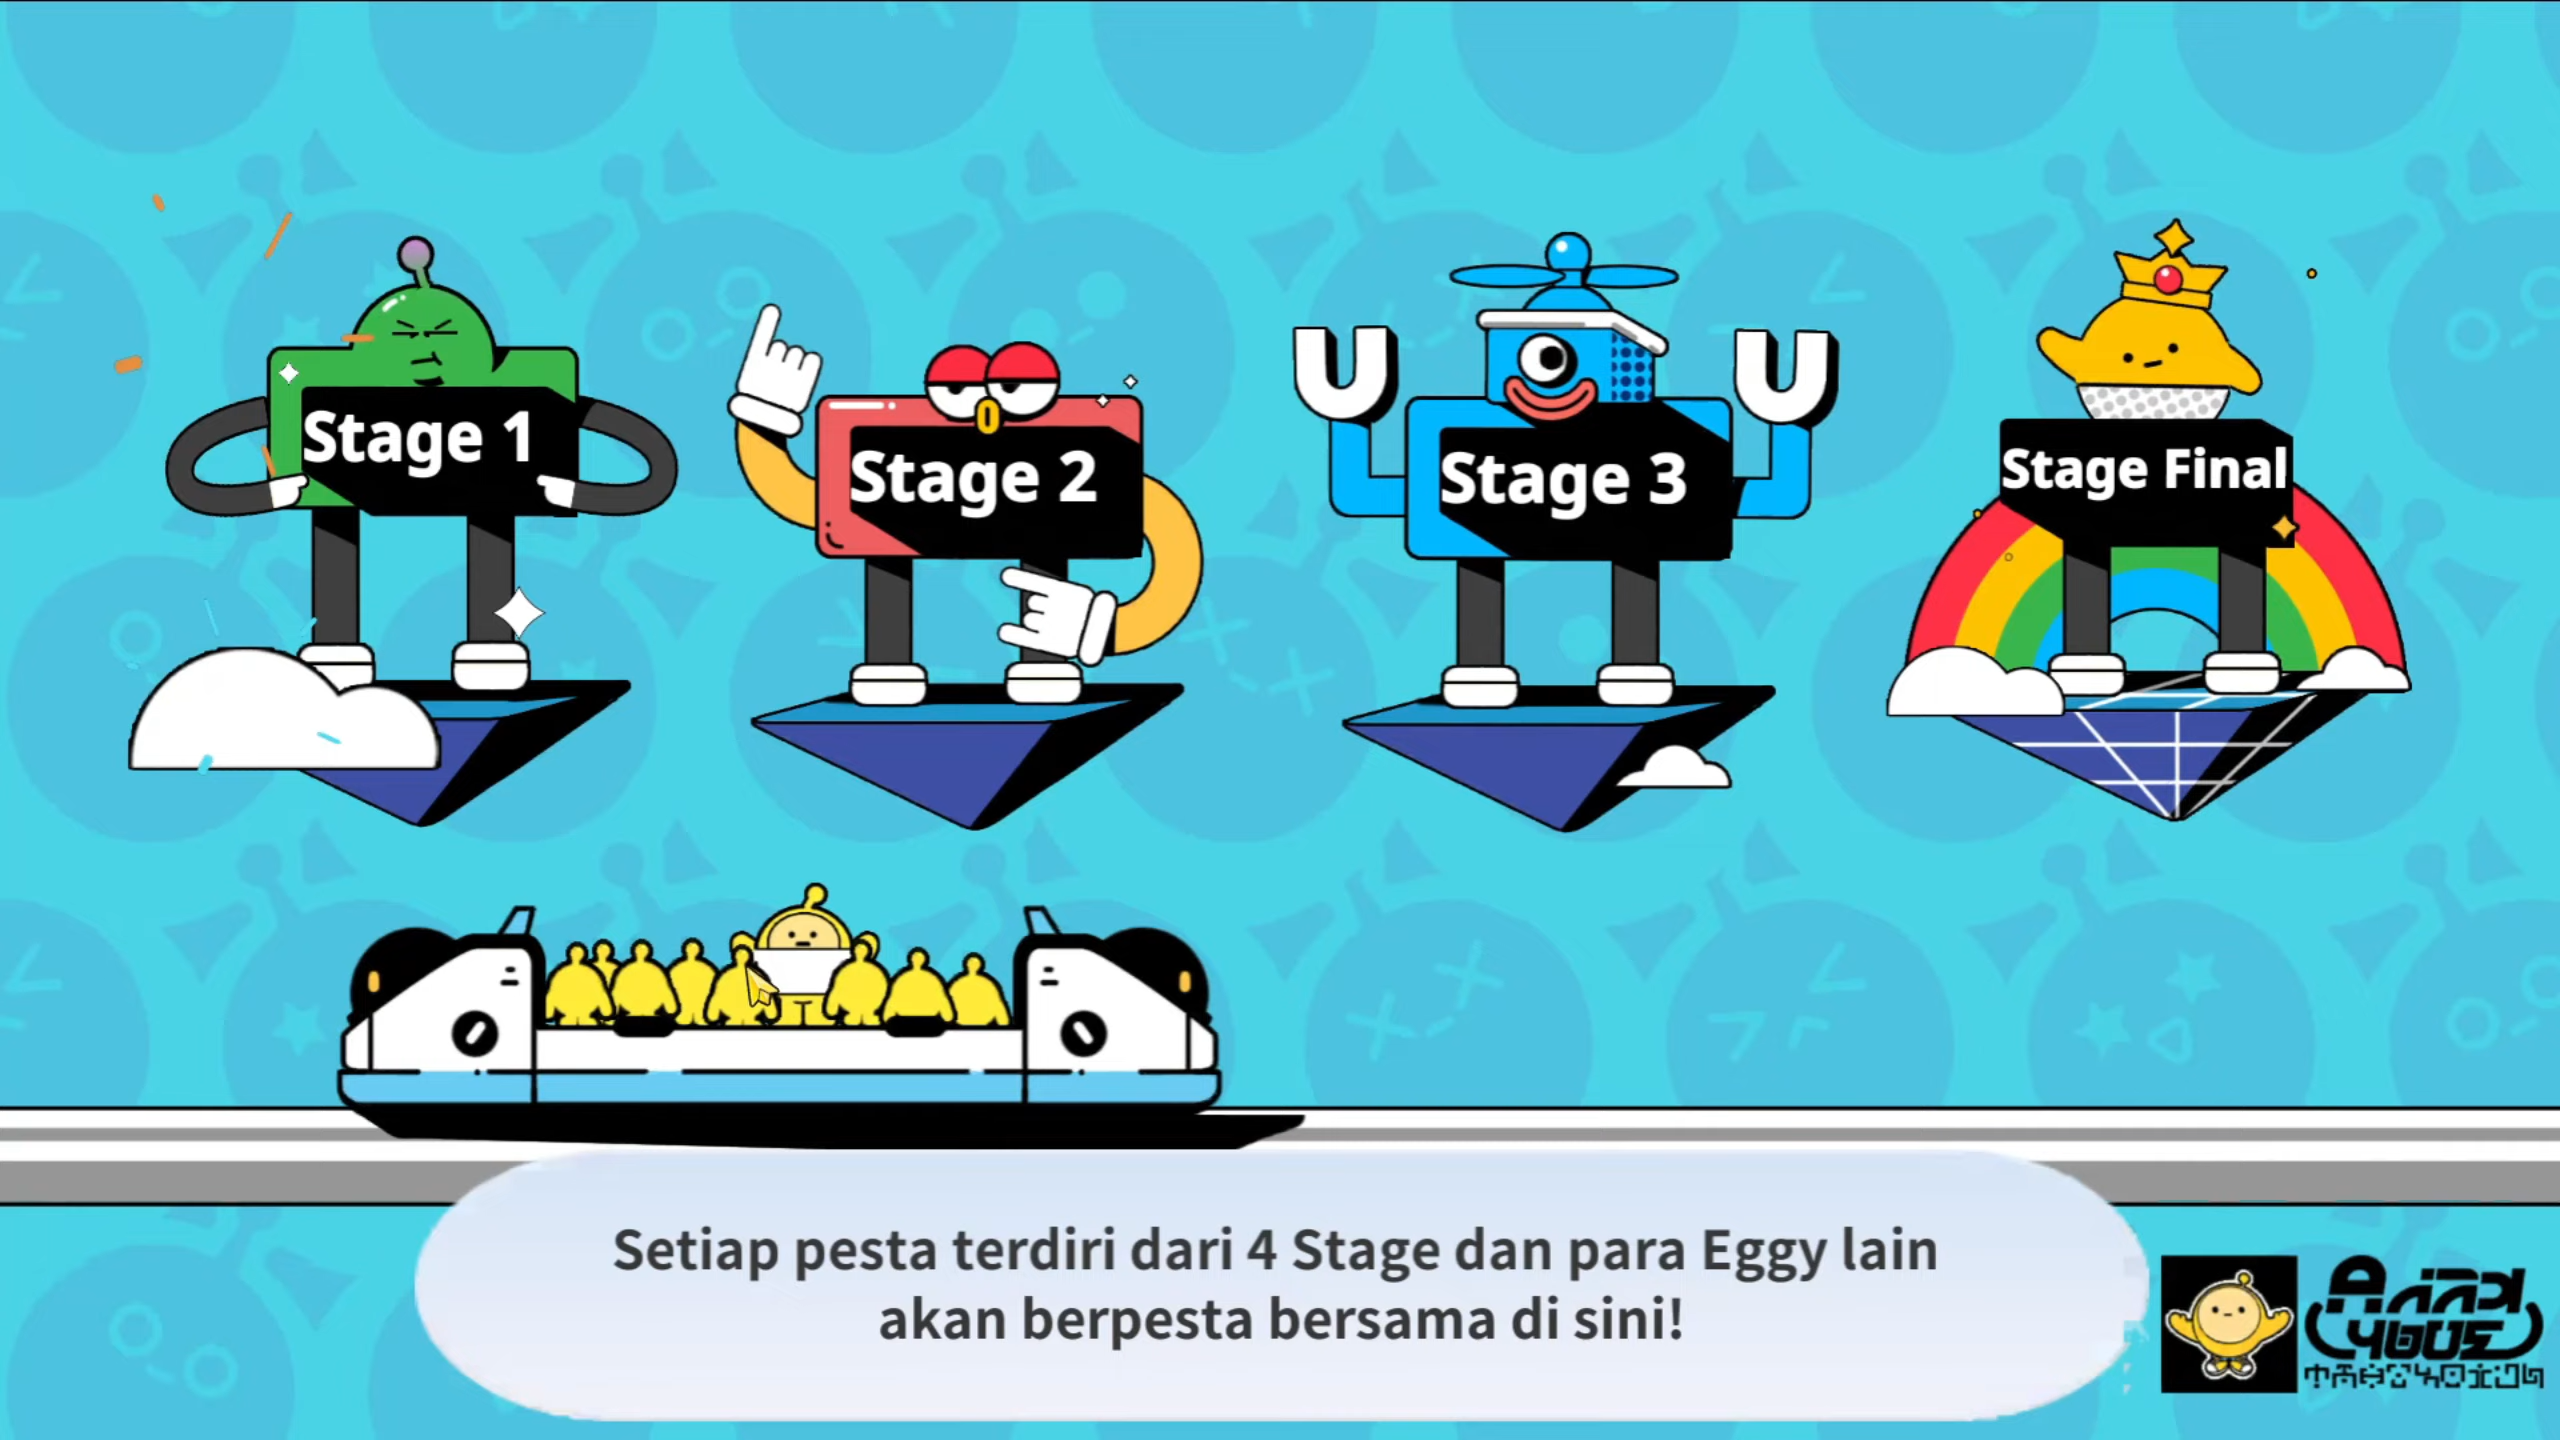 Stage 1
Stage 2
Stage 3
Stage Final
Setiap pesta terdiri dari 4 Stage dan para Eggy lain
akan berpesta bersama di sini!